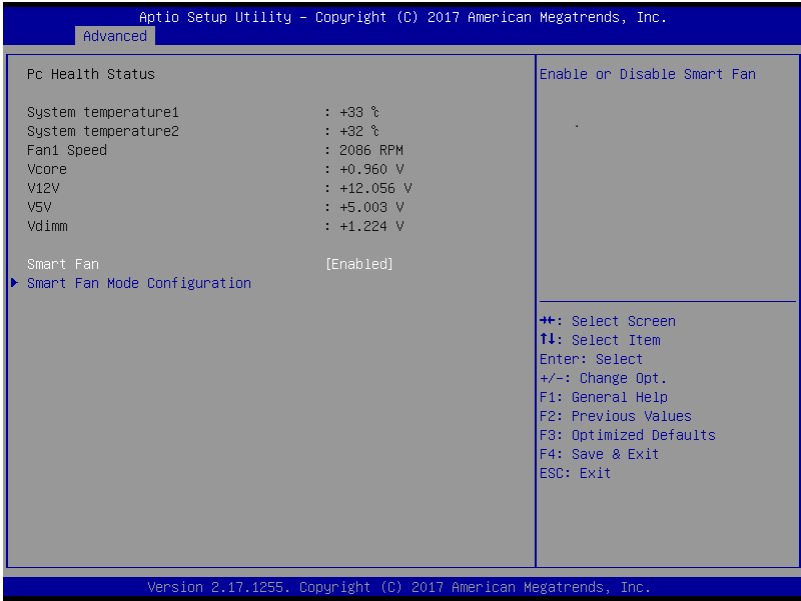 Aptio Setup Utility – Copyright (C) 2017 American Megatrends, Inc.
Advanced
Pc Health Status
System temperature1 : +33 ℃
System temperature2 : +32 ℃
Fan1 Speed : 2086 RPM
Vcore : +0.960 V
V12V : +12.056 V
V5V : +5.003 V
Vdimm : +1.224 V
Smart Fan [Enabled]
Smart Fan Mode Configuration
Enable or Disable Smart Fan
→←: Select Screen
↑↓: Select Item
Enter: Select
+/-: Change Opt.
F1: General Help
F2: Previous Values
F3: Optimized Defaults
F4: Save & Exit
ESC: Exit
Version 2.17.1255. Copyright (C) 2017 American Megatrends, Inc.